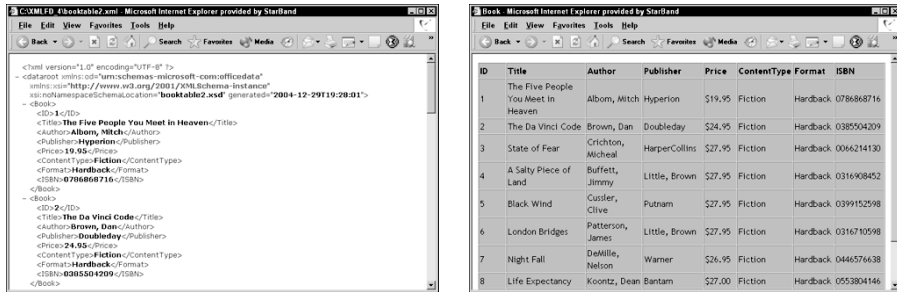 C:\XMLFD_4\booktable2.xml - Microsoft Internet Explorer provided by StarBand
File Edit View Favorites Tools Help
Back Search Favorites Media
<?xml version="1.0" encoding="UTF-8" ?>
- <dataroot xmlns:od="urn:schemas-microsoft-com:officedata"
xmlns:xsi="http://www.w3.org/2001/XMLSchema-instance"
xsi:noNamespaceSchemaLocation="booktable2.xsd" generated="2004-12-29T19:28:01">
- <Book>
<ID>1</ID>
<Title>The Five People You Meet in Heaven</Title>
<Author>Albom, Mitch</Author>
<Publisher>Hyperion</Publisher>
<Price>19.95</Price>
<ContentType>Fiction</ContentType>
<Format>Hardback</Format>
<ISBN>0786868716</ISBN>
</Book>
- <Book>
<ID>2</ID>
<Title>The Da Vinci Code</Title>
<Author>Brown, Dan</Author>
<Publisher>Doubleday</Publisher>
<Price>24.95</Price>
<ContentType>Fiction</ContentType>
<Format>Hardback</Format>
<ISBN>0385504209</ISBN>
</Book>
Book - Microsoft Internet Explorer provided by StarBand
File Edit View Favorites Tools Help
Back Search Favorites Media
ID Title Author Publisher Price ContentType Format ISBN
The Five People
1 You Meet in Albom, Mitch Hyperion $19.95 Fiction Hardback 0786868716
Heaven
2 The Da Vinci Code Brown, Dan Doubleday $24.95 Fiction Hardback 0385504209
3 State of Fear Crichton, Micheal HarperCollins $27.95 Fiction Hardback 0066214130
4 A Salty Piece of Land Buffett, Jimmy Little, Brown $27.95 Fiction Hardback 0316908452
5 Black Wind Cussler, Clive Putnam $27.95 Fiction Hardback 0399152598
6 London Bridges Patterson, James Little, Brown $27.95 Fiction Hardback 0316710598
7 Night Fall DeMille, Nelson Warner $26.95 Fiction Hardback 0446576638
8 Life Expectancy Koontz, Dean Bantam $27.00 Fiction Hardback 0553804146